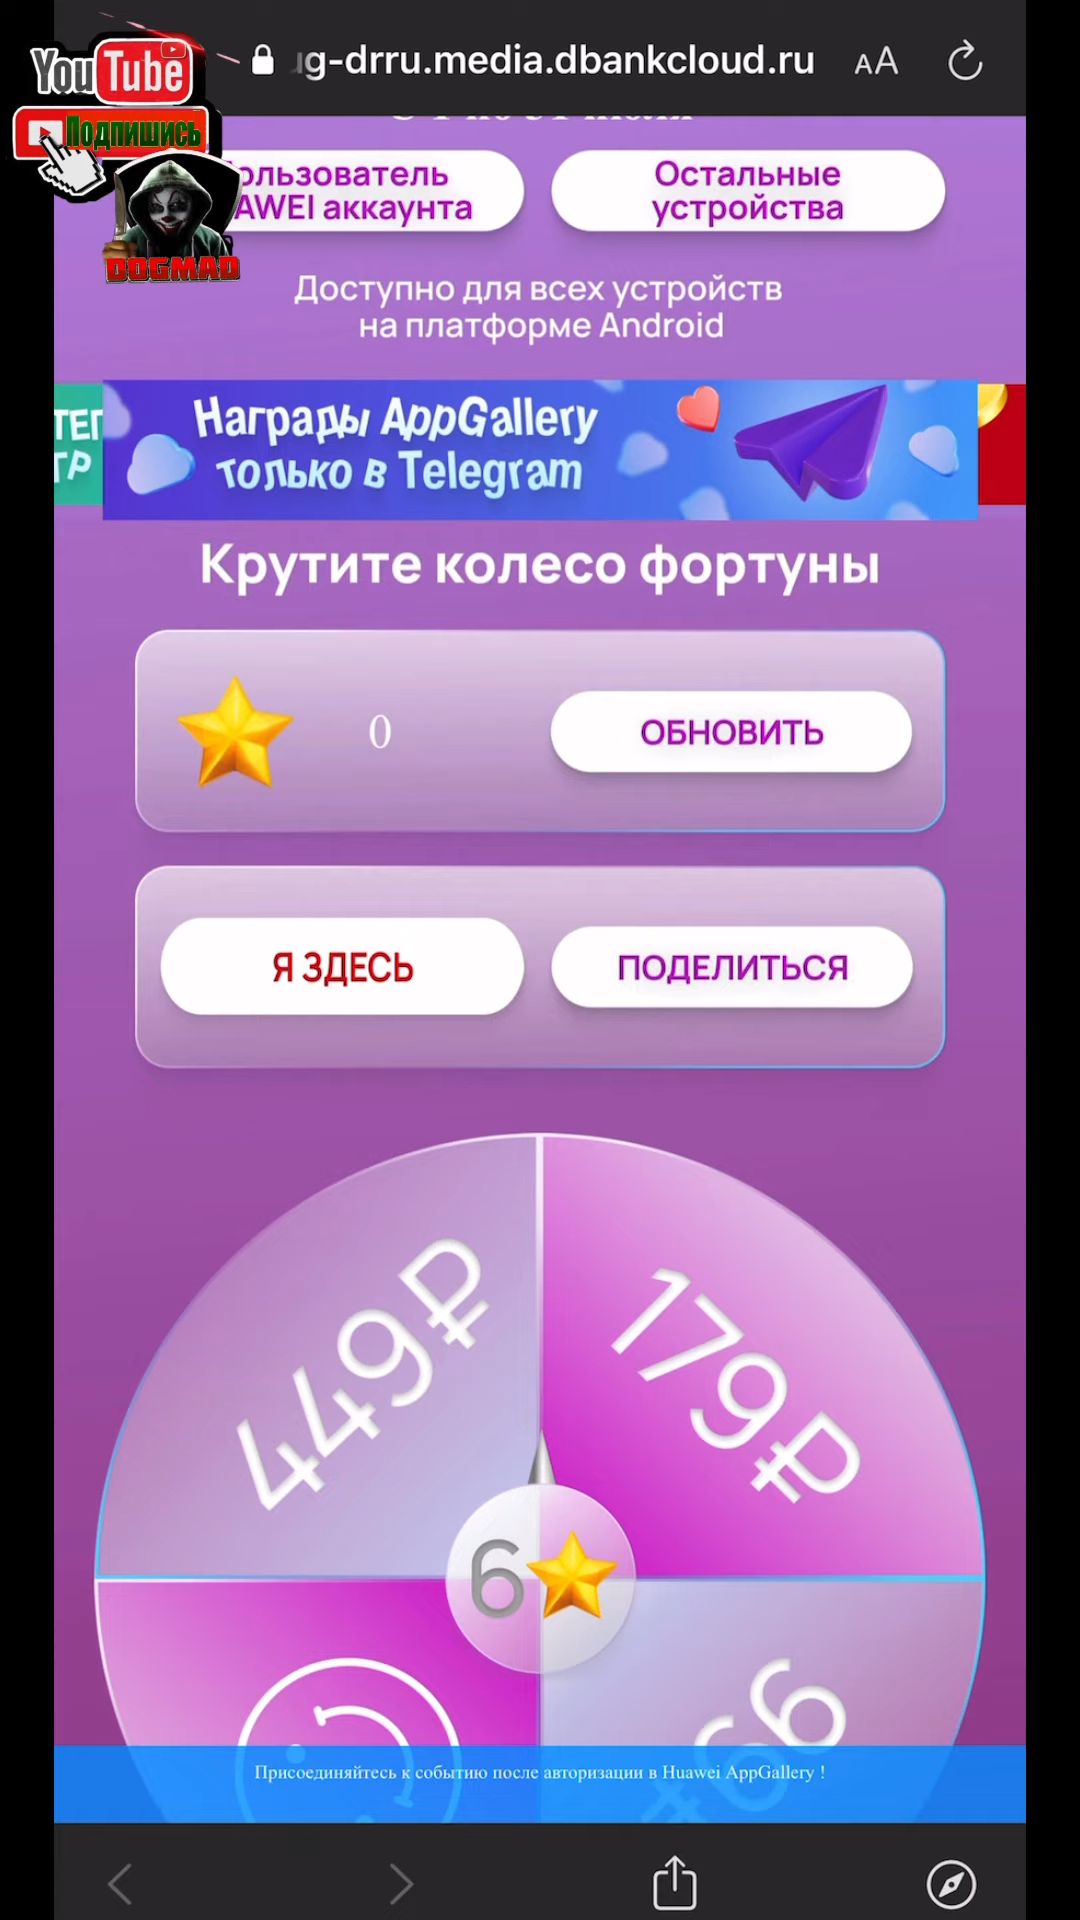 YouTube
g-drru.media.dbankcloud.ru
AA
Подпишись
DOGMAD
ользователь
AWEI аккаунта
Остальные
устройства
Доступно для всех устройств
на платформе Android
Награды AppGallery
только в Telegram
Крутите колесо фортуны
0
ОБНОВИТЬ
Я ЗДЕСЬ
ПОДЕЛИТЬСЯ
449₽
179₽
6
99₽
Присоединяйтесь к событию после авторизации в Huawei AppGallery !